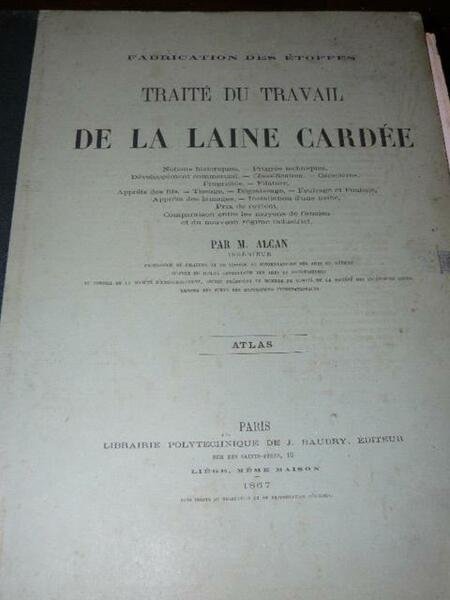 FABRICATION DES ÉTOFFES
TRAITÉ DU TRAVAIL
DE LA LAINE CARDÉE
Notions historiques, — Progrès techniques,
Développement commercial. — Classification. — Caractères.
Propriétés. — Filature,
Apprêts des fils. — Tissage. — Dégraissage. — Feutrage et Foulage,
Apprêts des lainages. — Installation d'une usine,
Prix de revient,
Comparaison entre les moyens de l'ancien
et du nouveau régime industriel.
PAR M. ALCAN
INGÉNIEUR
ATLAS
PARIS
LIBRAIRIE POLYTECHNIQUE DE J. BAUDRY, ÉDITEUR
RUE DES SAINTS-PÈRES, 15
LIÉGE, MÊME MAISON
1867